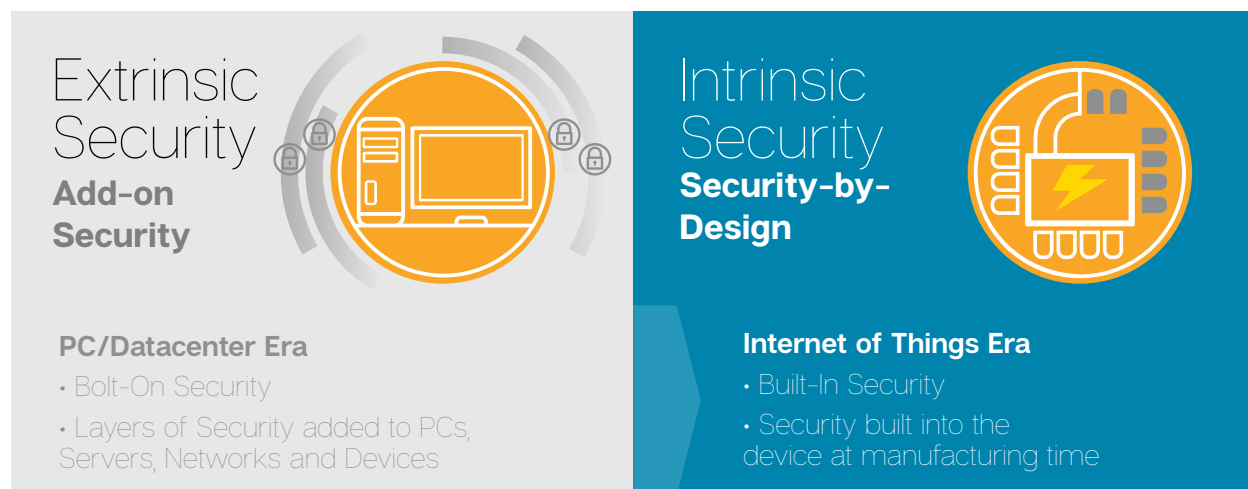 Extrinsic
Security
Add-on
Security
PC/Datacenter Era
• Bolt-On Security
• Layers of Security added to PCs,
Servers, Networks and Devices
Intrinsic
Security
Security-by-
Design
Internet of Things Era
• Built-In Security
• Security built into the
device at manufacturing time